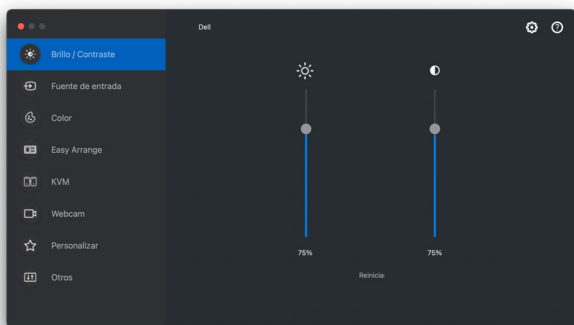 Dell
Brillo / Contraste
Fuente de entrada
Color
Easy Arrange
KVM
Webcam
Personalizar
Otros
75%
75%
Reinicia